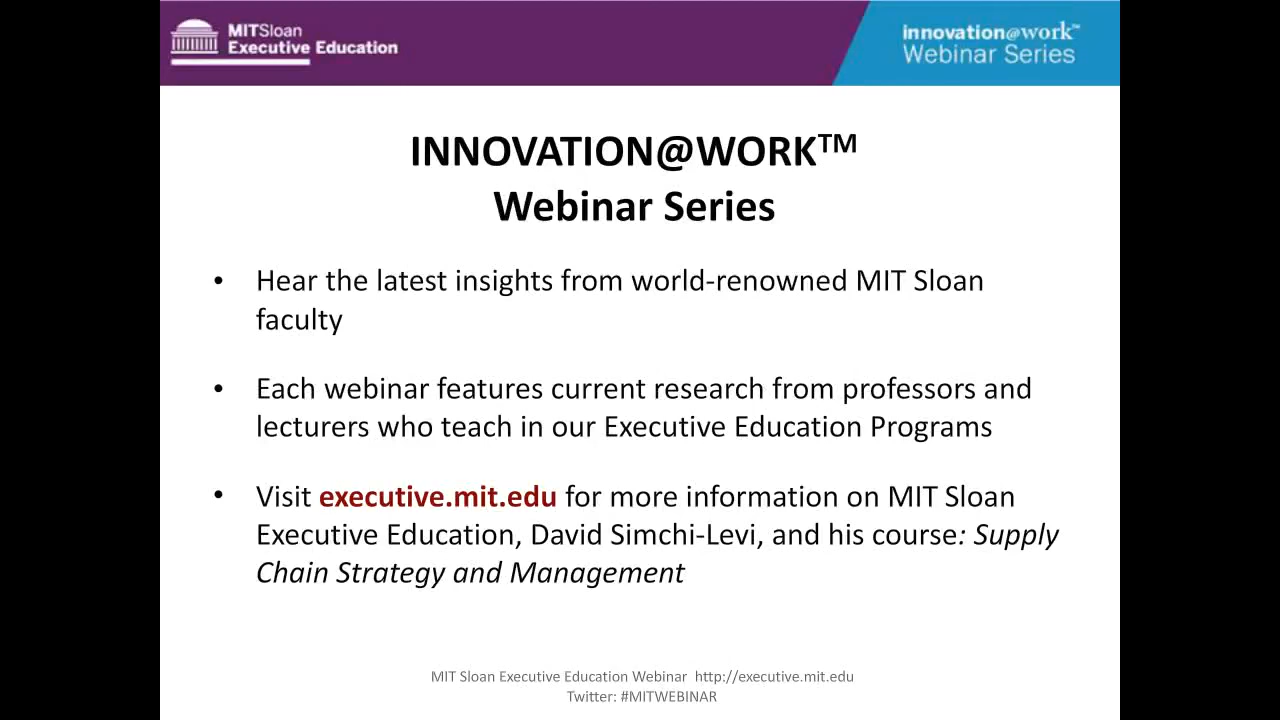 MITSloan
Executive Education
innovation@work™
Webinar Series
INNOVATION@WORK™
Webinar Series
• Hear the latest insights from world-renowned MIT Sloan
faculty
• Each webinar features current research from professors and
lecturers who teach in our Executive Education Programs
• Visit executive.mit.edu for more information on MIT Sloan
Executive Education, David Simchi-Levi, and his course: Supply
Chain Strategy and Management
MIT Sloan Executive Education Webinar http://executive.mit.edu
Twitter: #MITWEBINAR